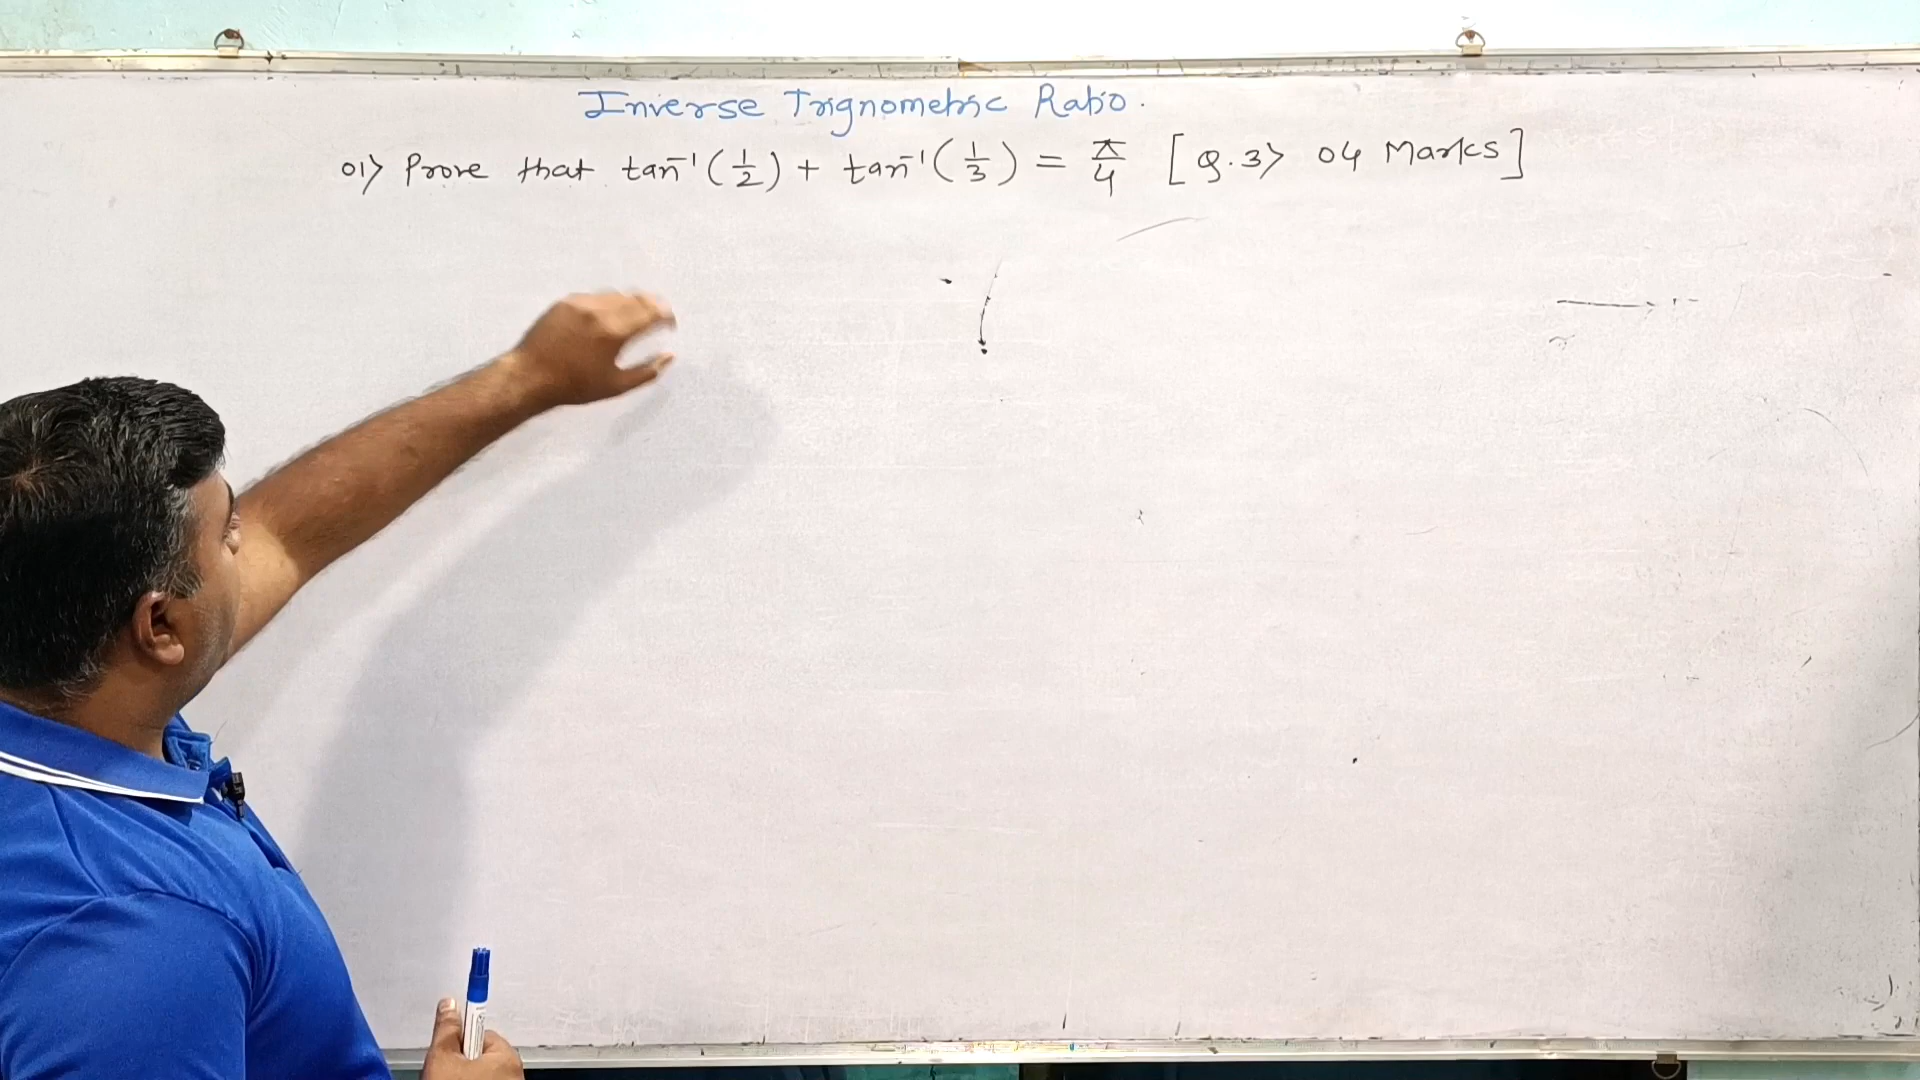 Inverse Trignometric Ratio.
01) Prove that tan⁻¹(1/2) + tan⁻¹(1/3) = π/4 [Q.3) 04 Marks]